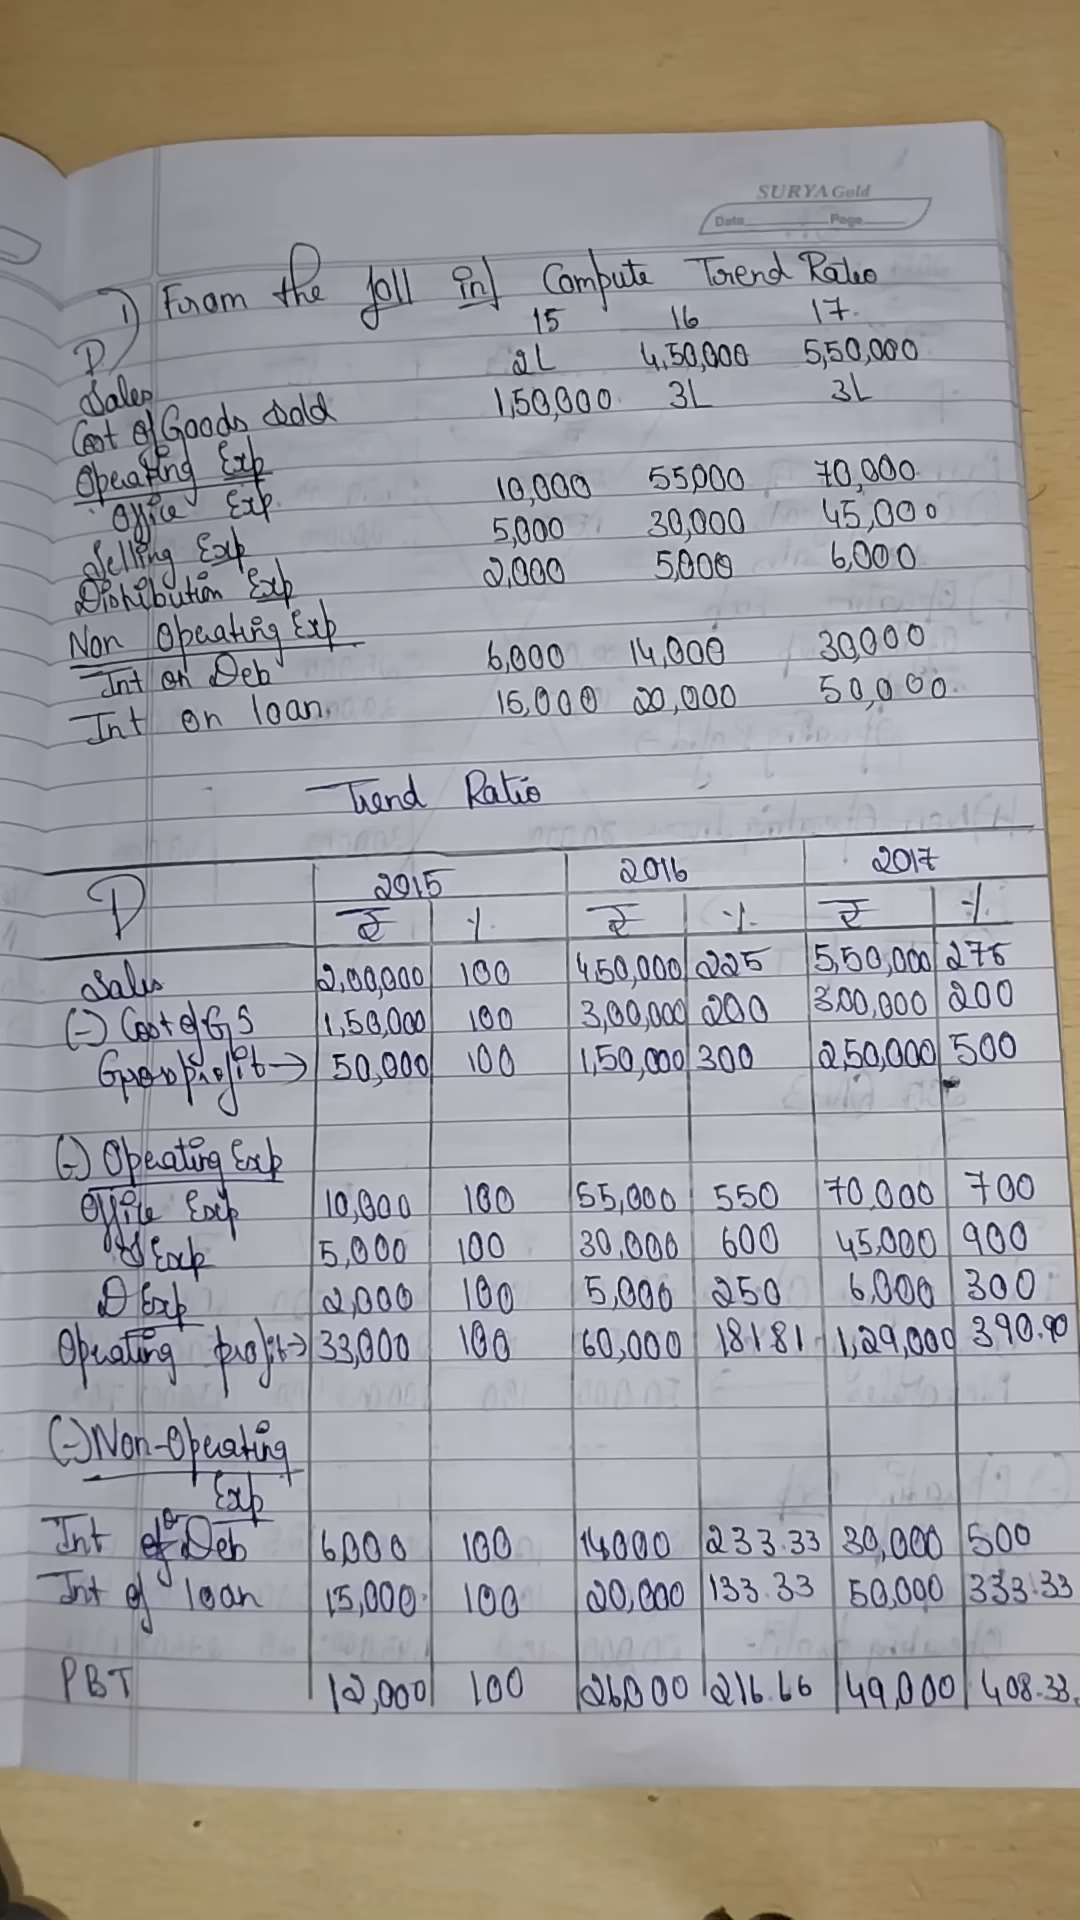 SURYA Gold
Date Page
1) From the foll inf Compute Trend Ratio
P 15 16 17.
Sales 2L 4,50,000 5,50,000
Cost of Goods Sold 1,50,000 3L 3L
Operating Exp
Office Exp. 10,000 55000 70,000
Selling Exp 5,000 30,000 45,000
Distribution Exp 2,000 5,000 6,000
Non Operating Exp
Int on Deb 6,000 14,000 30,000
Int on loan. 15,000 20,000 50,000.
Trend Ratio
P 2015 2016 2017
₹ % ₹ % ₹ %
Sales 2,00,000 100 4,50,000 225 5,50,000 275
(-) Cost of G S 1,50,000 100 3,00,000 200 3,00,000 200
Gross profit → 50,000 100 1,50,000 300 2,50,000 500
(-) Operating Exp
Office Exp 10,000 100 55,000 550 70,000 700
S Exp 5,000 100 30,000 600 45,000 900
D Exp 2,000 100 5,000 250 6,000 300
Operating profit → 33,000 100 60,000 181.81 1,29,000 390.90
(-) Non-Operating
Exp
Int on Deb 6,000 100 14000 233.33 30,000 500
Int of loan 15,000 100 20,000 133.33 50,000 333.33
PBT 12,000 100 26,000 216.66 49,000 408.33.